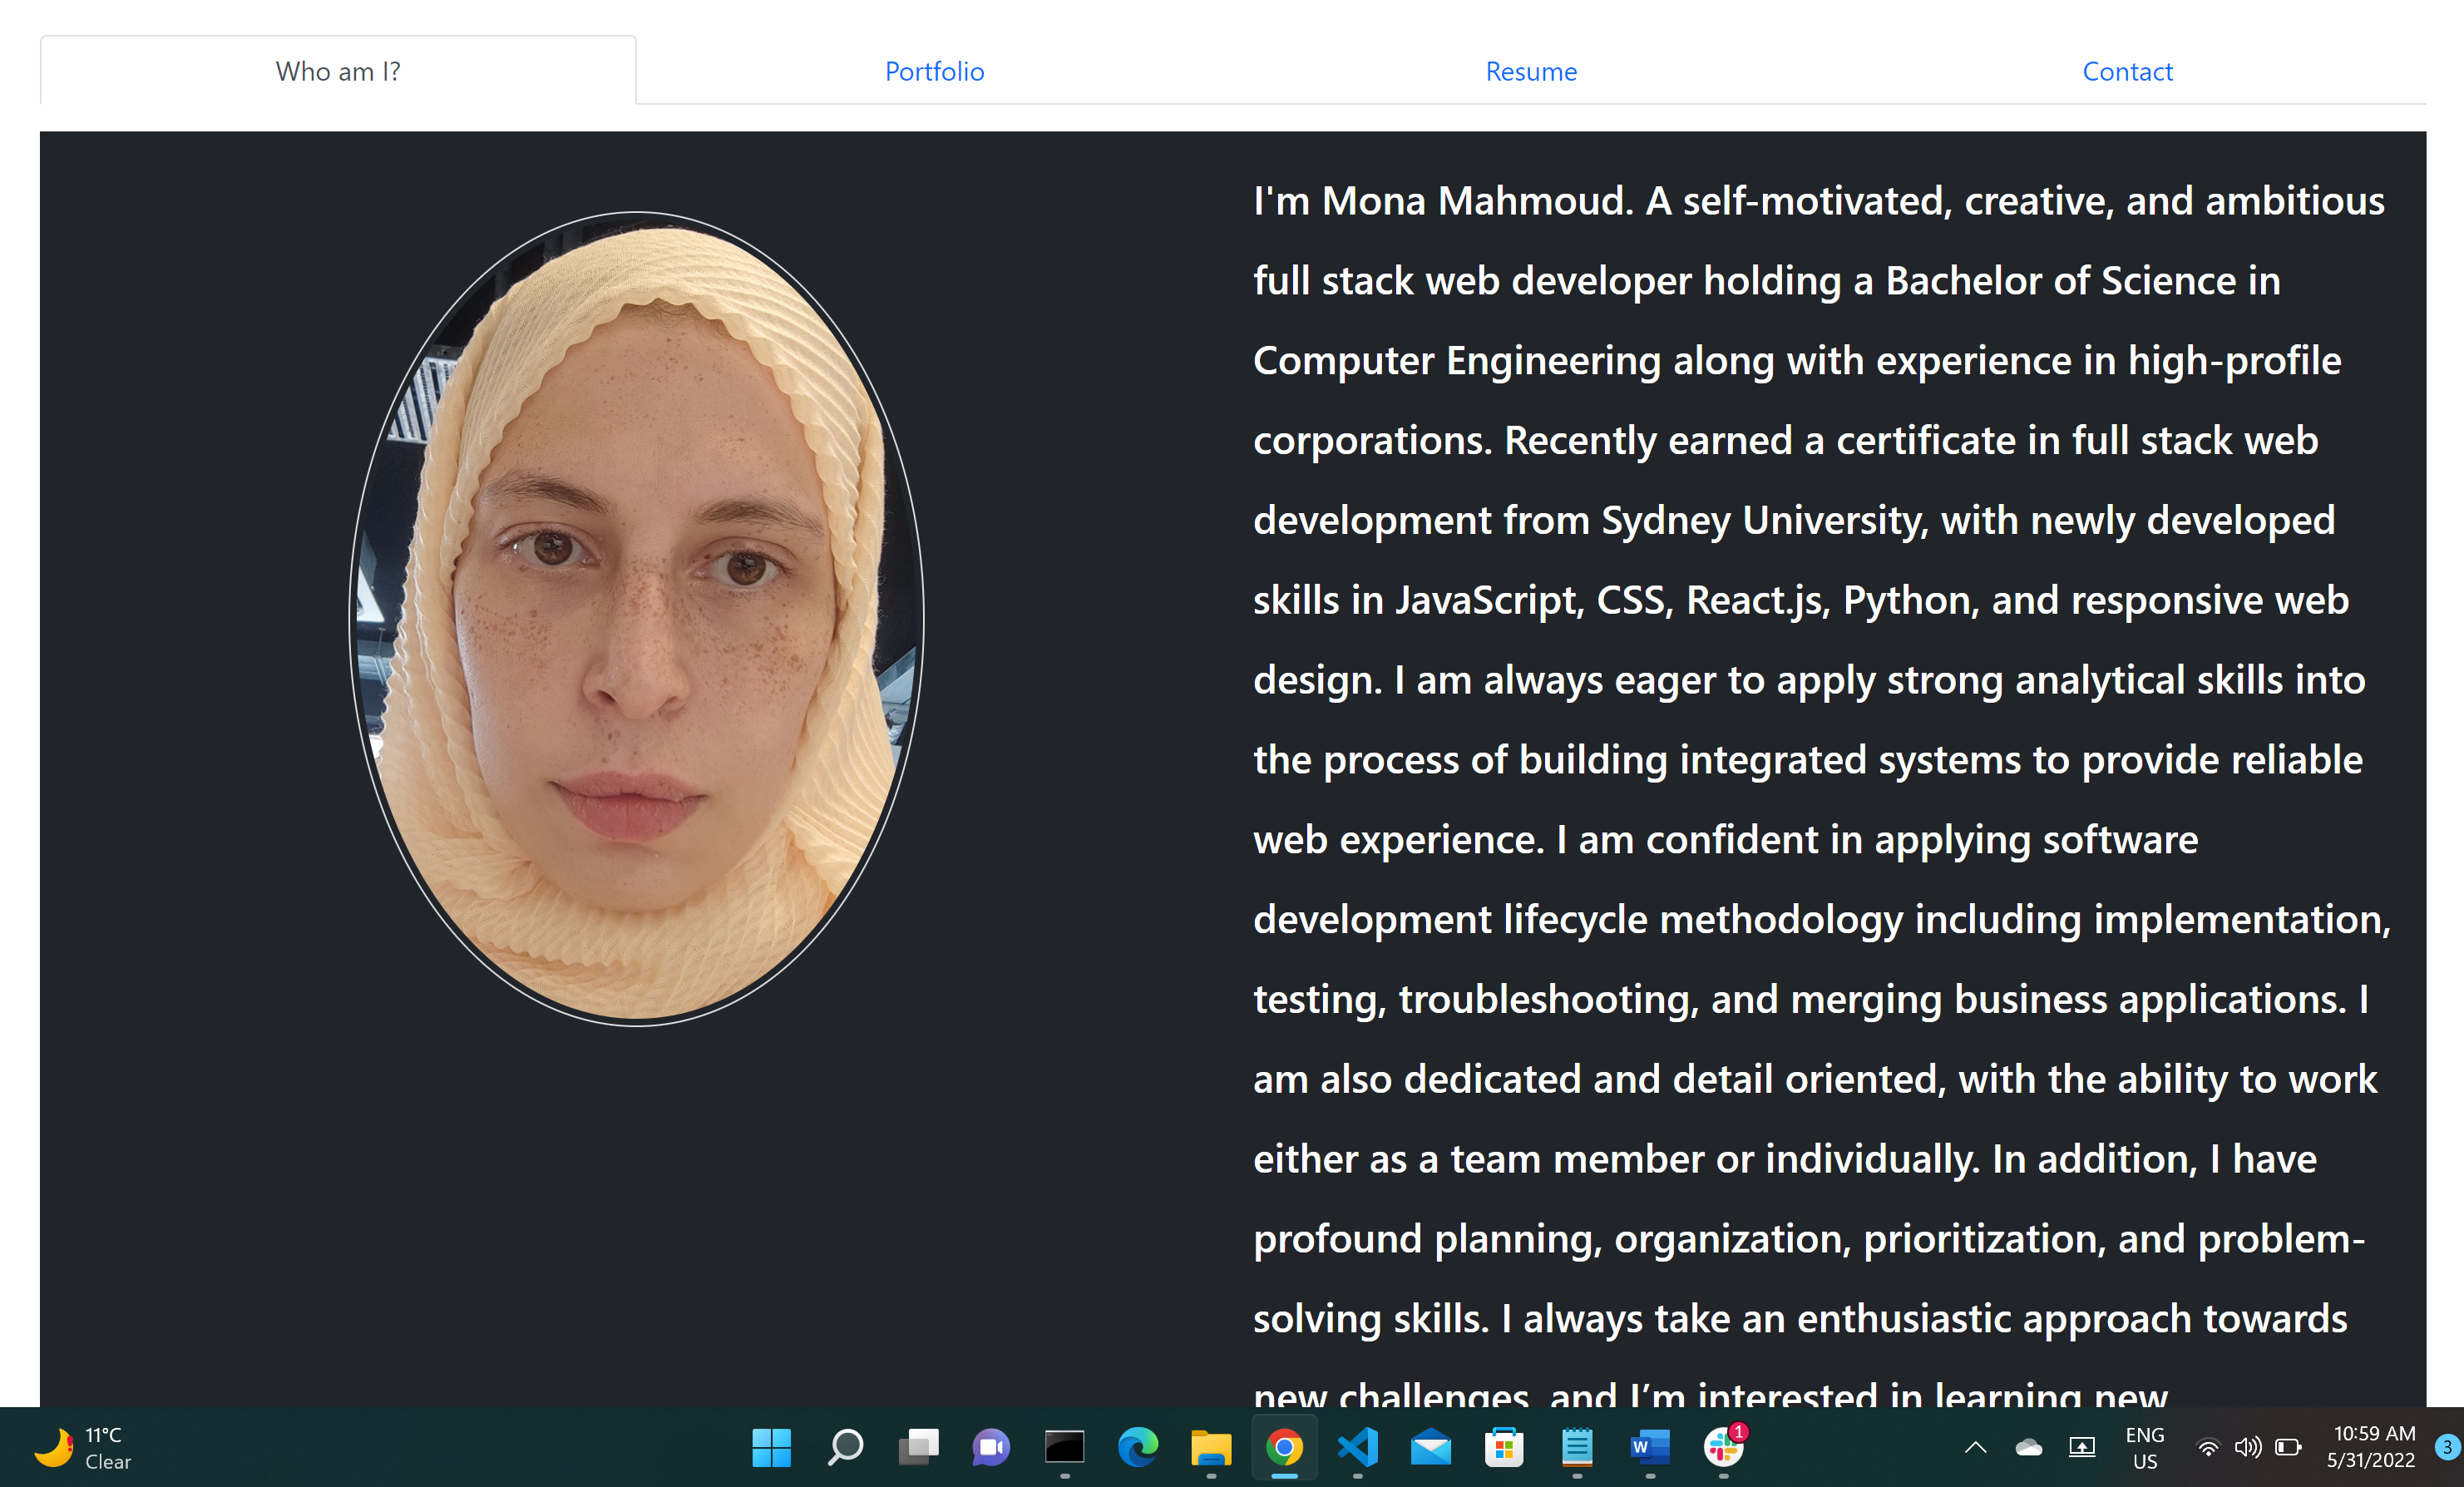 Who am I?
Portfolio
Resume
Contact
I'm Mona Mahmoud. A self-motivated, creative, and ambitious
full stack web developer holding a Bachelor of Science in
Computer Engineering along with experience in high-profile
corporations. Recently earned a certificate in full stack web
development from Sydney University, with newly developed
skills in JavaScript, CSS, React.js, Python, and responsive web
design. I am always eager to apply strong analytical skills into
the process of building integrated systems to provide reliable
web experience. I am confident in applying software
development lifecycle methodology including implementation,
testing, troubleshooting, and merging business applications. I
am also dedicated and detail oriented, with the ability to work
either as a team member or individually. In addition, I have
profound planning, organization, prioritization, and problem-
solving skills. I always take an enthusiastic approach towards
new challenges, and I’m interested in learning new
11°C
Clear
W
1
ENG
US
10:59 AM
5/31/2022
3